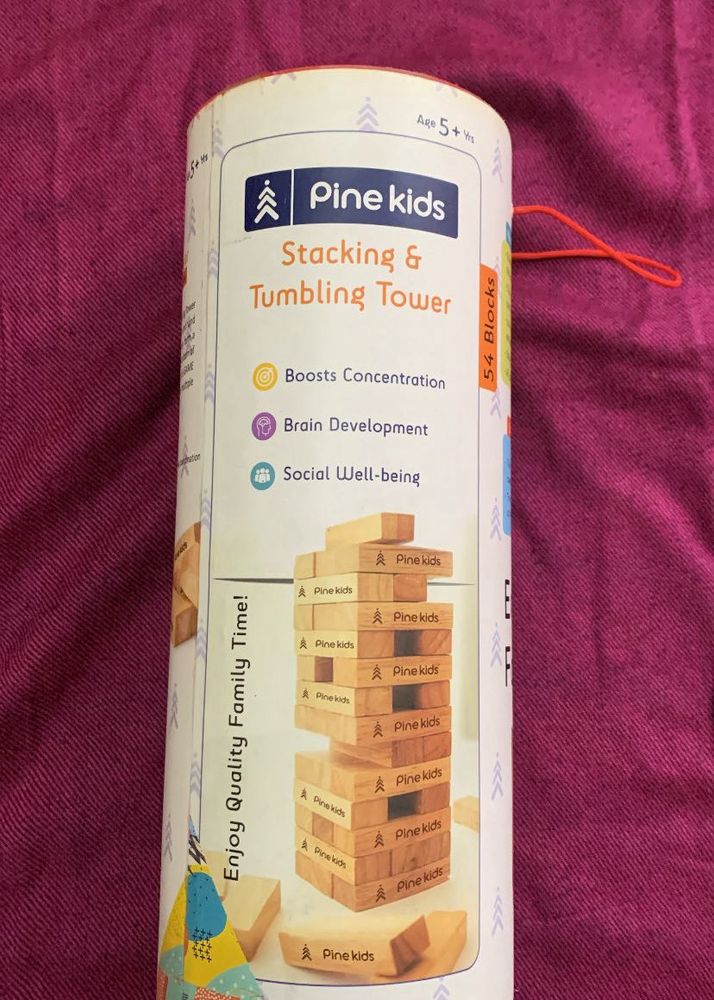 Age 5+ Yrs
5+ Yrs
Pine kids
Stacking &
Tumbling Tower
54 Blocks
Boosts Concentration
Brain Development
Social Well-being
Enjoy Quality Family Time!
Pine kids
Pine kids
Pine kids
Pine kids
Pine kids
Pine kids
Pine kids
Pine kids
Pine kids
Pine kids
Pine kids
Pine kids
Pine kids